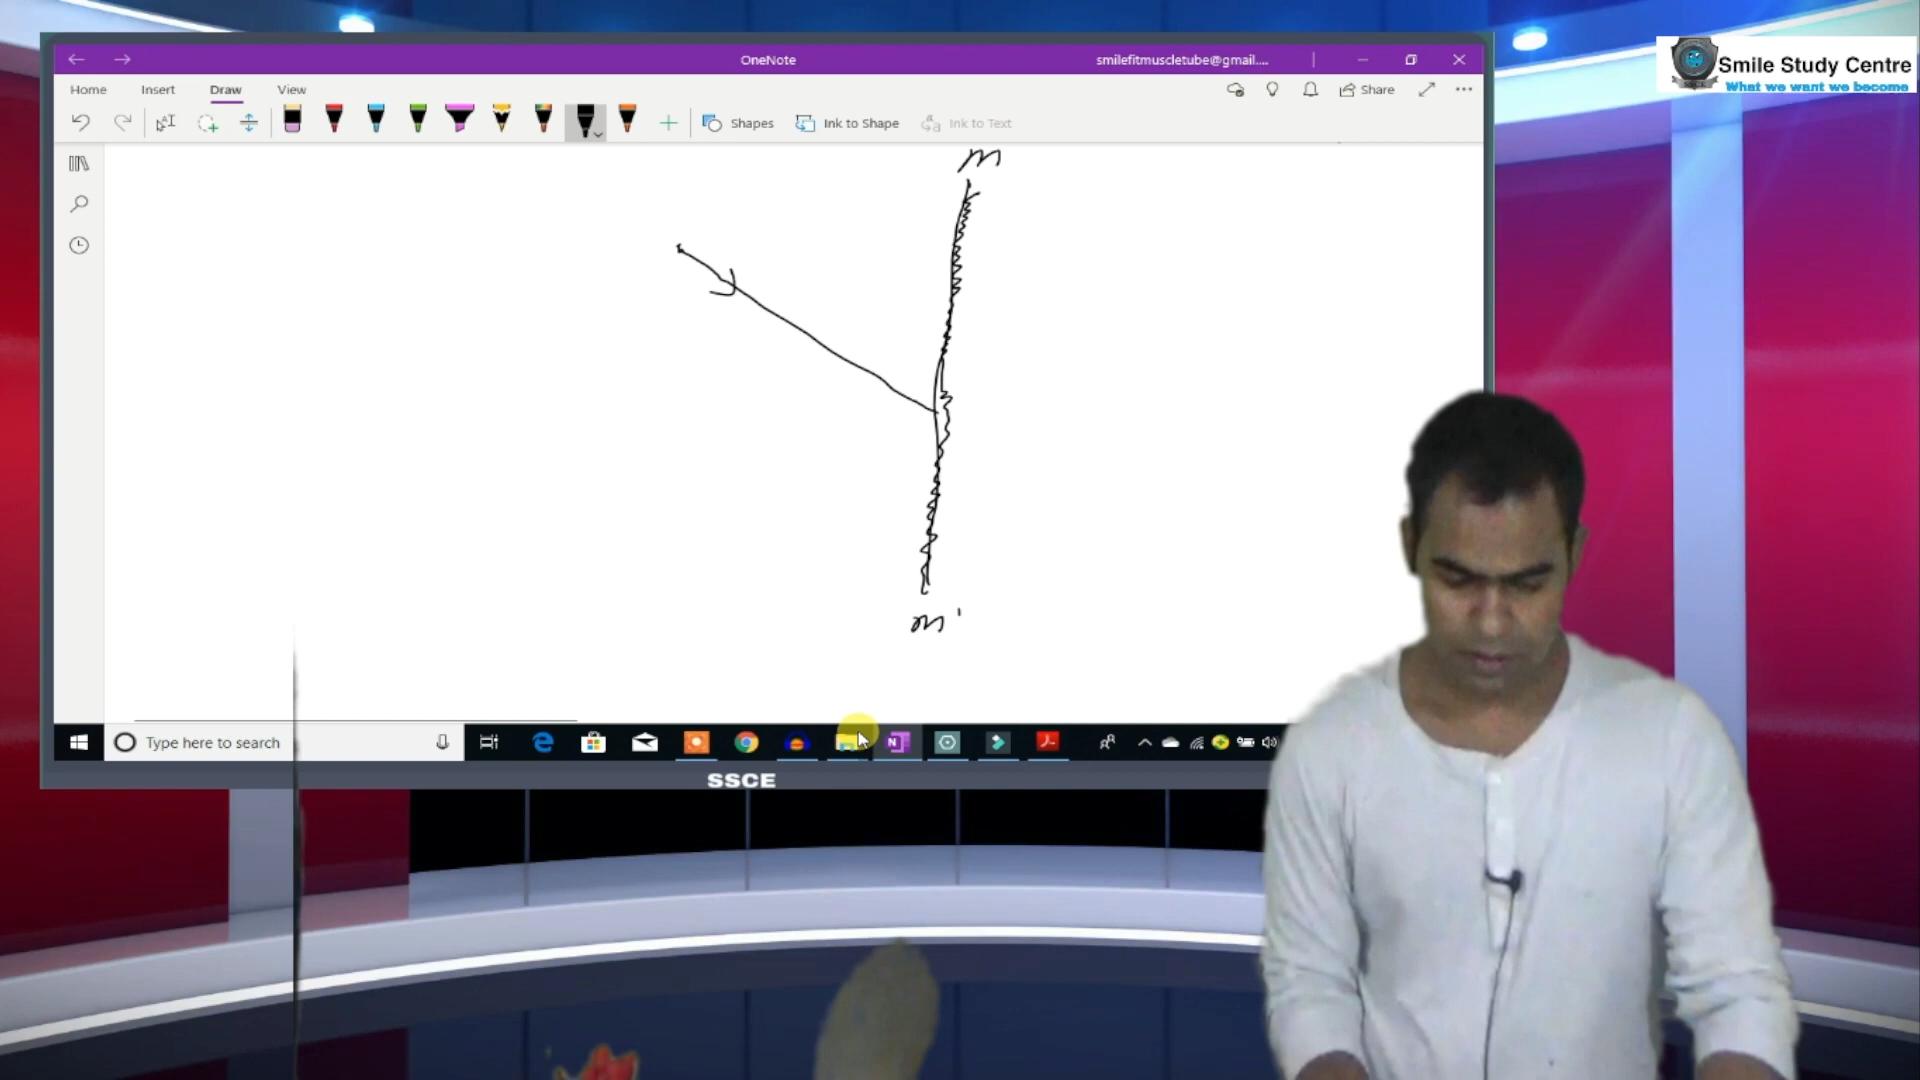 OneNote
smilefitmuscletube@gmail....
Smile Study Centre
What we want we become
Home Insert Draw View
Share
Shapes Ink to Shape Ink to Text
m
m'
Type here to search
SSCE